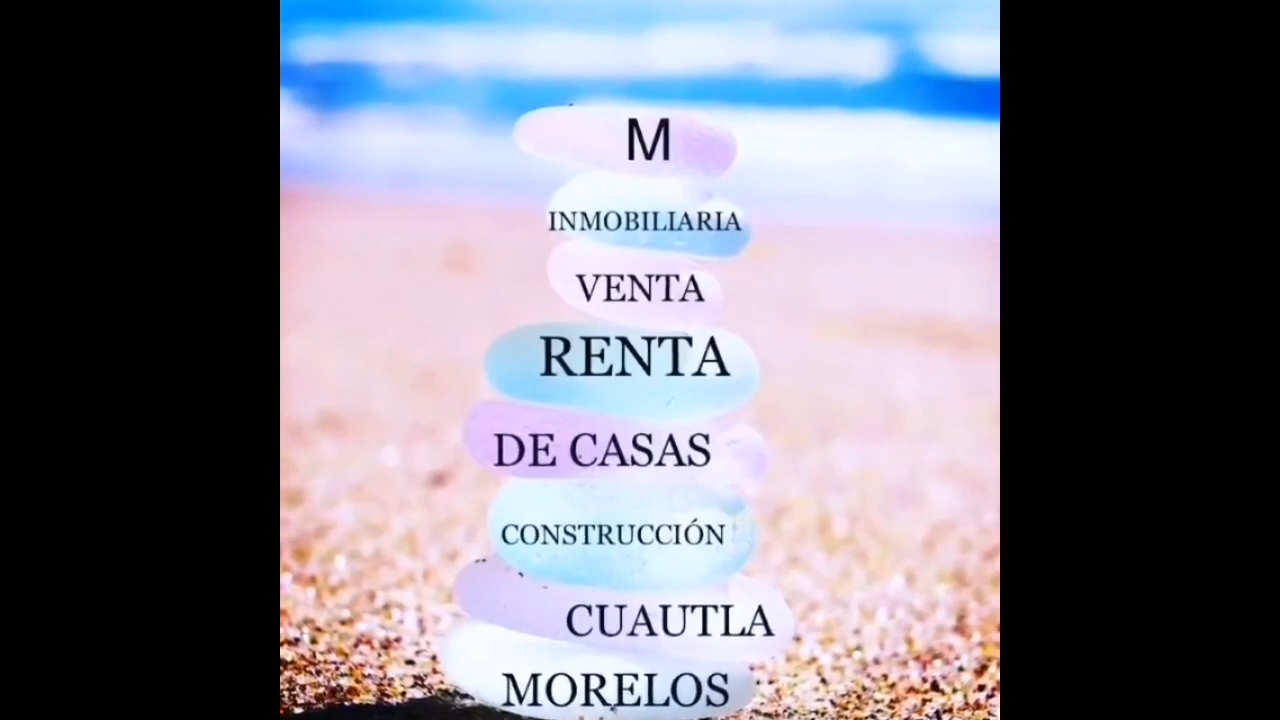 M
INMOBILIARIA
VENTA
RENTA
DE CASAS
CONSTRUCCIÓN
CUAUTLA
MORELOS